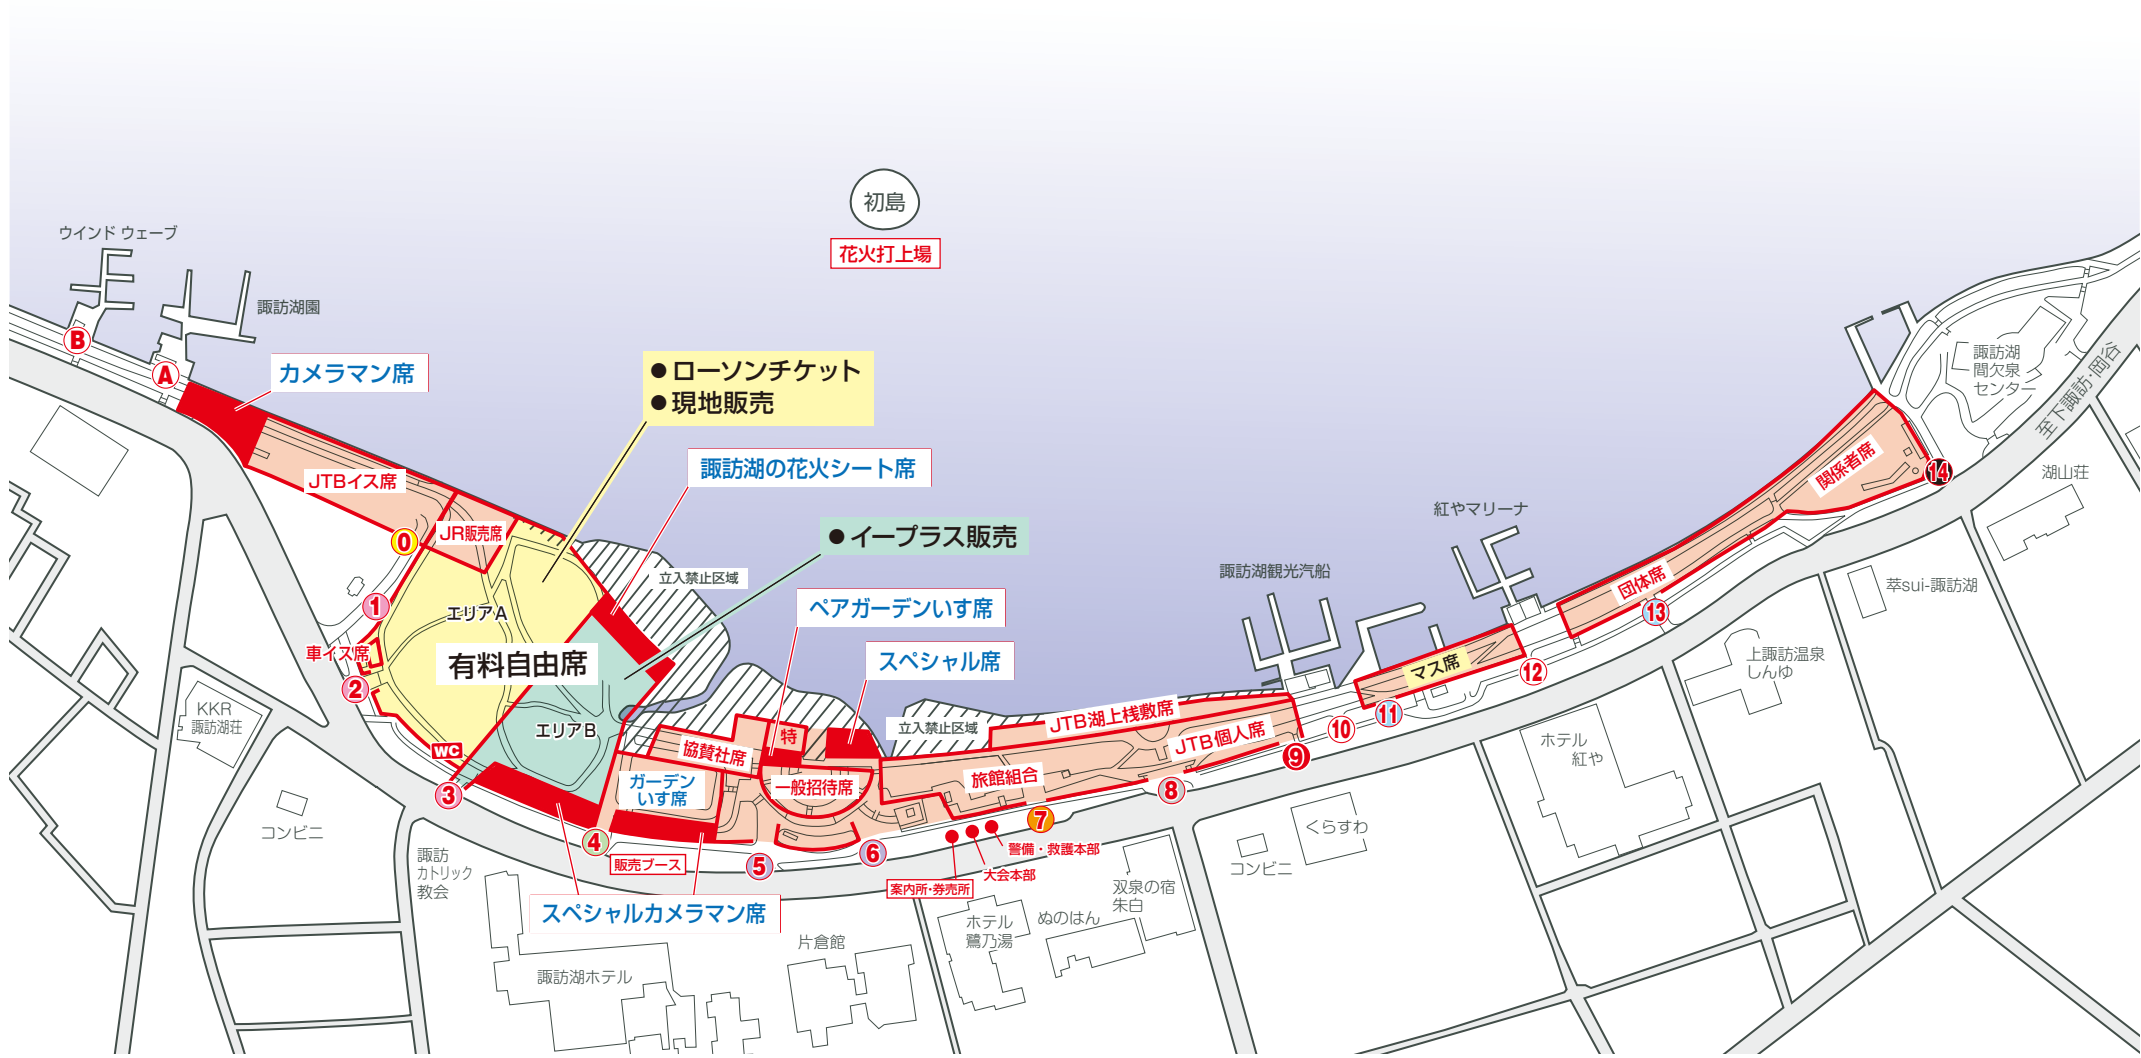 初島
花火打上場
ウインド ウェーブ
諏訪湖園
B
A
カメラマン席
●ローソンチケット
●現地販売
諏訪湖
間欠泉
センター
至下諏訪・岡谷
諏訪湖の花火シート席
JTBイス席
関係者席
14
湖山荘
紅やマリーナ
JR販売席
0
●イープラス販売
立入禁止区域
諏訪湖観光汽船
団体席
13
萃sui-諏訪湖
1
エリアA
ペアガーデンいす席
車イス席
有料自由席
スペシャル席
マス席
12
上諏訪温泉
しんゆ
2
KKR
諏訪湖荘
エリアB
立入禁止区域
JTB湖上桟敷席
11
10
WC
協賛社席
特
JTB個人席
9
ホテル
紅や
3
ガーデン
いす席
一般招待席
旅館組合
8
7
コンビニ
4
販売ブース
5
6
警備・救護本部
大会本部
案内所・券売所
くらすわ
コンビニ
諏訪
カトリック
教会
スペシャルカメラマン席
双泉の宿
朱白
ホテル
鷺乃湯
ぬのはん
片倉館
諏訪湖ホテル